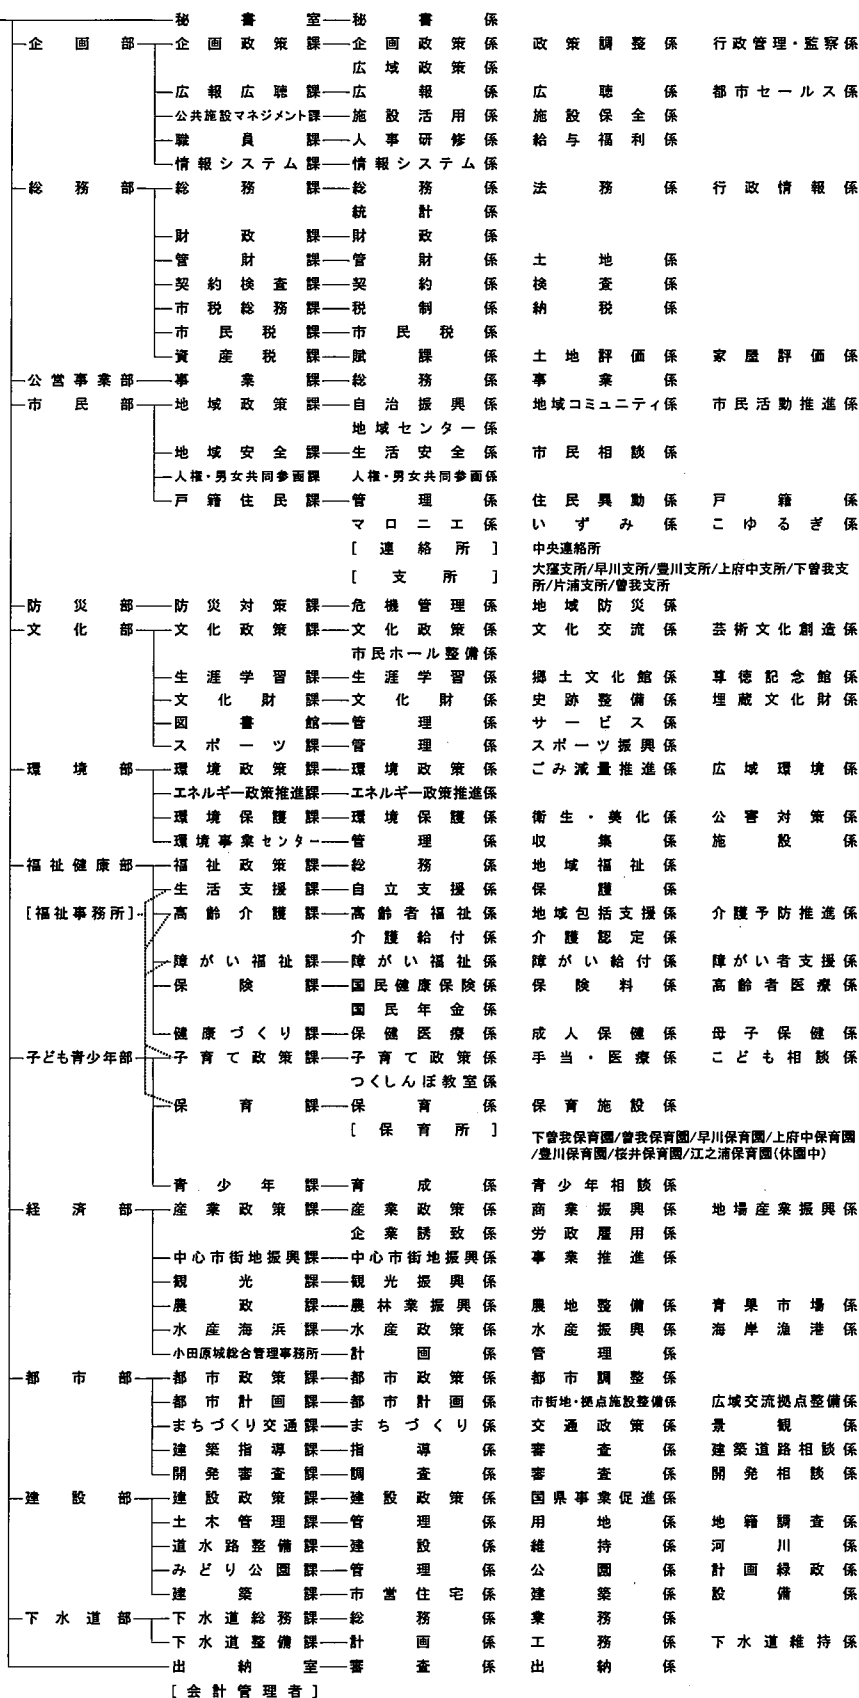 秘書室 秘書係
企画部 企画政策課 企画政策係 政策調整係 行政管理・監察係
広域政策係
広報広聴課 広報係 広聴係 都市セールス係
公共施設マネジメント課 施設活用係 施設保全係
職員課 人事研修係 給与福利係
情報システム課 情報システム係
総務部 総務課 総務係 法務係 行政情報係
統計係
財政課 財政係
管財課 管財係 土地係
契約検査課 契約係 検査係
市税総務課 税制係 納税係
市民税課 市民税係
資産税課 賦課係 土地評価係 家屋評価係
公営事業部 事業課 総務係 事業係
市民部 地域政策課 自治振興係 地域コミュニティ係 市民活動推進係
地域センター係
地域安全課 生活安全係 市民相談係
人権・男女共同参画課 人権・男女共同参画係
戸籍住民課 管理係 住民異動係 戸籍係
マロニエ係 いずみ係 こゆるぎ係
[連絡所] 中央連絡所
[支所] 大窪支所/早川支所/豊川支所/上府中支所/下曽我支
所/片浦支所/曽我支所
防災部 防災対策課 危機管理係 地域防災係
文化部 文化政策課 文化政策係 文化交流係 芸術文化創造係
市民ホール整備係
生涯学習課 生涯学習係 郷土文化館係 尊徳記念館係
文化財課 文化財係 史跡整備係 埋蔵文化財係
図書館 管理係 サービス係
スポーツ課 管理係 スポーツ振興係
環境部 環境政策課 環境政策係 ごみ減量推進係 広域環境係
エネルギー政策推進課 エネルギー政策推進係
環境保護課 環境保護係 衛生・美化係 公害対策係
環境事業センター 管理係 収集係 施設係
福祉健康部 福祉政策課 総務係 地域福祉係
生活支援課 自立支援係 保護係
[福祉事務所] 高齢介護課 高齢者福祉係 地域包括支援係 介護予防推進係
介護給付係 介護認定係
障がい福祉課 障がい福祉係 障がい給付係 障がい者支援係
保険課 国民健康保険係 保険料係 高齢者医療係
国民年金係
健康づくり課 保健医療係 成人保健係 母子保健係
子ども青少年部 子育て政策課 子育て政策係 手当・医療係 こども相談係
つくしんぼ教室係
保育課 保育係 保育施設係
[保育所] 下曽我保育園/曽我保育園/早川保育園/上府中保育園
/豊川保育園/桜井保育園/江之浦保育園(休園中)
青少年課 育成係 青少年相談係
経済部 産業政策課 産業政策係 商業振興係 地場産業振興係
企業誘致係 労政雇用係
中心市街地振興課 中心市街地振興係 事業推進係
観光課 観光振興係
農政課 農林業振興係 農地整備係 青果市場係
水産海浜課 水産政策係 水産振興係 海岸漁港係
小田原城総合管理事務所 計画係 管理係
都市部 都市政策課 都市政策係 都市調整係
都市計画課 都市計画係 市街地・拠点施設整備係 広域交流拠点整備係
まちづくり交通課 まちづくり係 交通政策係 景観係
建築指導課 指導係 審査係 建築道路相談係
開発審査課 調査係 審査係 開発相談係
建設部 建設政策課 建設政策係 国県事業促進係
土木管理課 管理係 用地係 地籍調査係
道水路整備課 建設係 維持係 河川係
みどり公園課 管理係 公園係 計画緑政係
建築課 市営住宅係 建築係 設備係
下水道部 下水道総務課 総務係 業務係
下水道整備課 計画係 工務係 下水道維持係
出納室 審査係 出納係
[会計管理者]